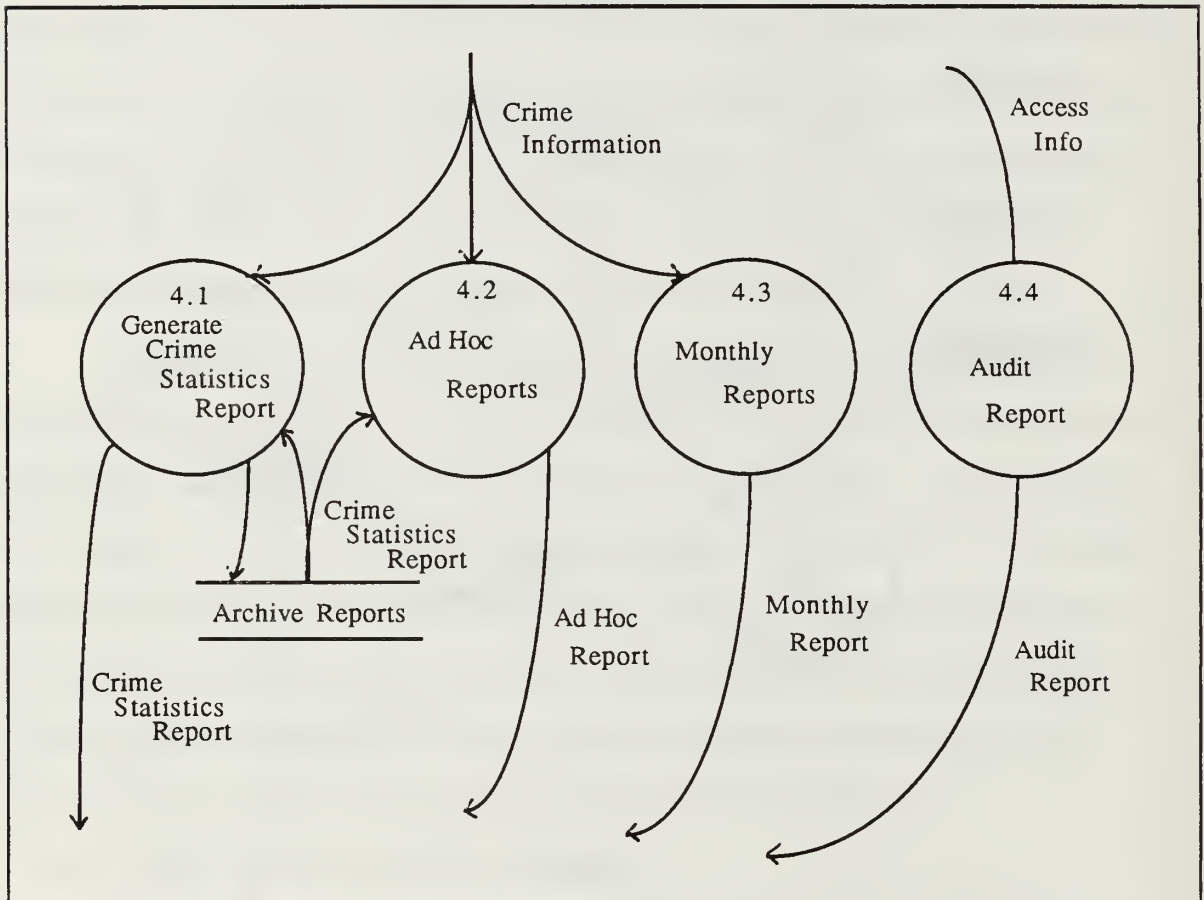 Crime
Information
Access
Info
4.1
Generate
Crime
Statistics
Report
4.2
Ad Hoc
Reports
4.3
Monthly
Reports
4.4
Audit
Report
Crime
Statistics
Report
Archive Reports
Crime
Statistics
Report
Ad Hoc
Report
Monthly
Report
Audit
Report